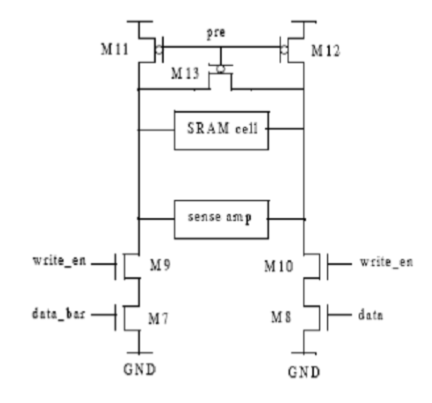 pre
M11
M12
M13
SRAM cell
sense amp
write_en
M9
M10
write_en
data_bar
M7
M8
data
GND
GND